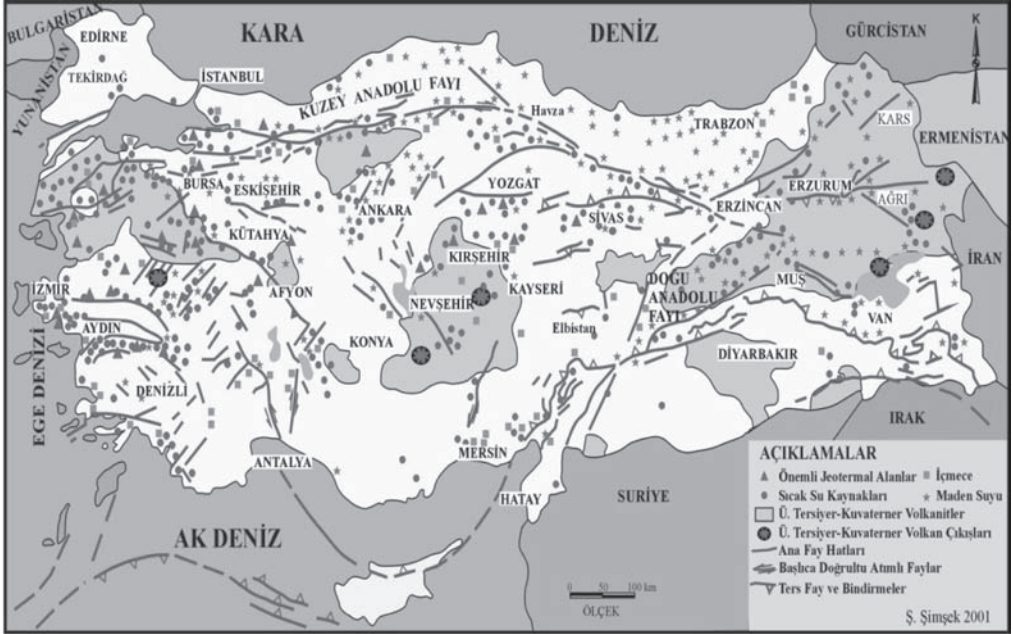 BULGARİSTAN
EDİRNE
KARA
DENİZ
GÜRCİSTAN
K
YUNANİSTAN
TEKİRDAĞ
İSTANBUL
KUZEY ANADOLU FAYI
Havza
TRABZON
KARS
ERMENİSTAN
BURSA
ESKİŞEHİR
ANKARA
YOZGAT
SİVAS
ERZİNCAN
ERZURUM
AĞRI
KÜTAHYA
KIRŞEHİR
İRAN
İZMİR
AFYON
NEVŞEHİR
KAYSERİ
DOĞU
ANADOLU
FAYI
MUŞ
VAN
AYDIN
KONYA
Elbistan
DİYARBAKIR
EGE DENİZİ
DENİZLİ
IRAK
ANTALYA
MERSİN
HATAY
SURİYE
AK DENİZ
AÇIKLAMALAR
Önemli Jeotermal Alanlar
İçmece
Sıcak Su Kaynakları
Maden Suyu
Ü. Tersiyer-Kuvaterner Volkanitler
Ü. Tersiyer-Kuvaterner Volkan Çıkışları
Ana Fay Hatları
Başlıca Doğrultu Atımlı Faylar
Ters Fay ve Bindirmeler
0 50 100 km
ÖLÇEK
Ş. Şimşek 2001